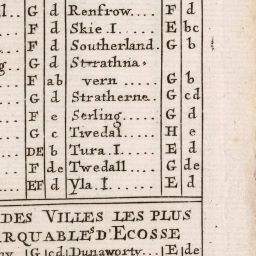 l.. G d Renfrow.... F d
F d Skie.I..... E bc
F d Southerland. G b
g G d Strathna-
F ab vern..... G b
G d Stratherne.. G cd
F e Serling..... G d
G c Twedal.... H e
DE b Tura.I..... E d
F de Twedall.... G de
EF d Yla.I...... E d
DES VILLES LES PLUS
ARQUABLES D'ECOSSE
G cd Dunaworty... E de